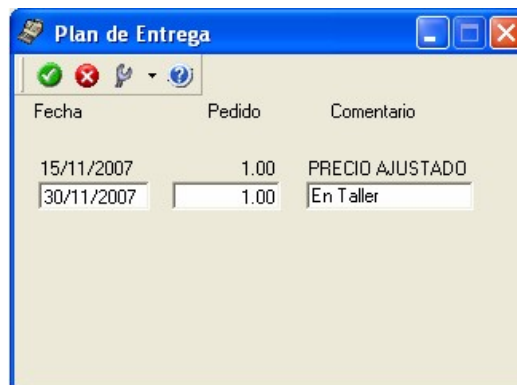 Plan de Entrega
Fecha Pedido Comentario
15/11/2007 1.00 PRECIO AJUSTADO
30/11/2007 1.00 En Taller